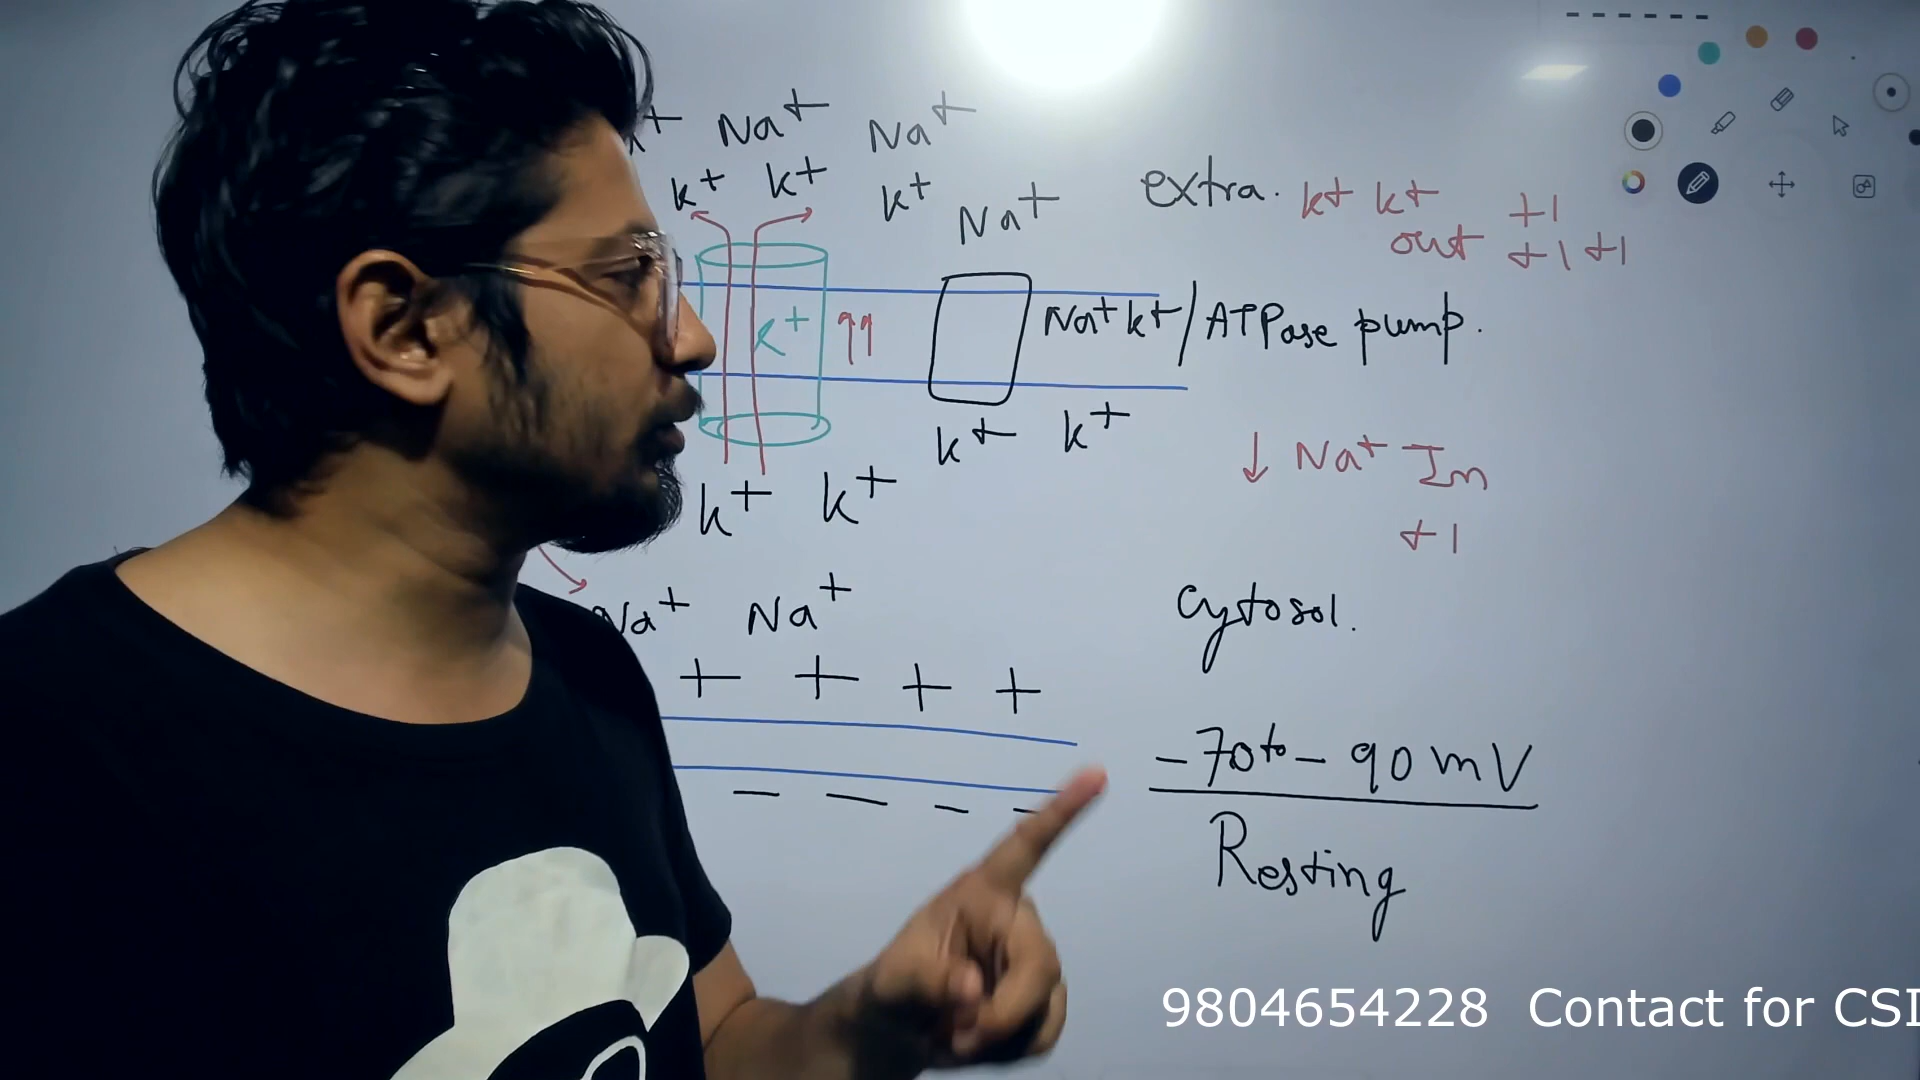 Na+ Na+
k+ k+ k+ Na+
extra. k+ k+ +1
out +1 +1
k+
Na+ k+/ATPase pump.
k+ k+
k+ k+
↓ Na+ In
+1
Na+ Na+
cytosol.
+ + + +
-70 to - 90 mV
Resting
9804654228 Contact for CSI